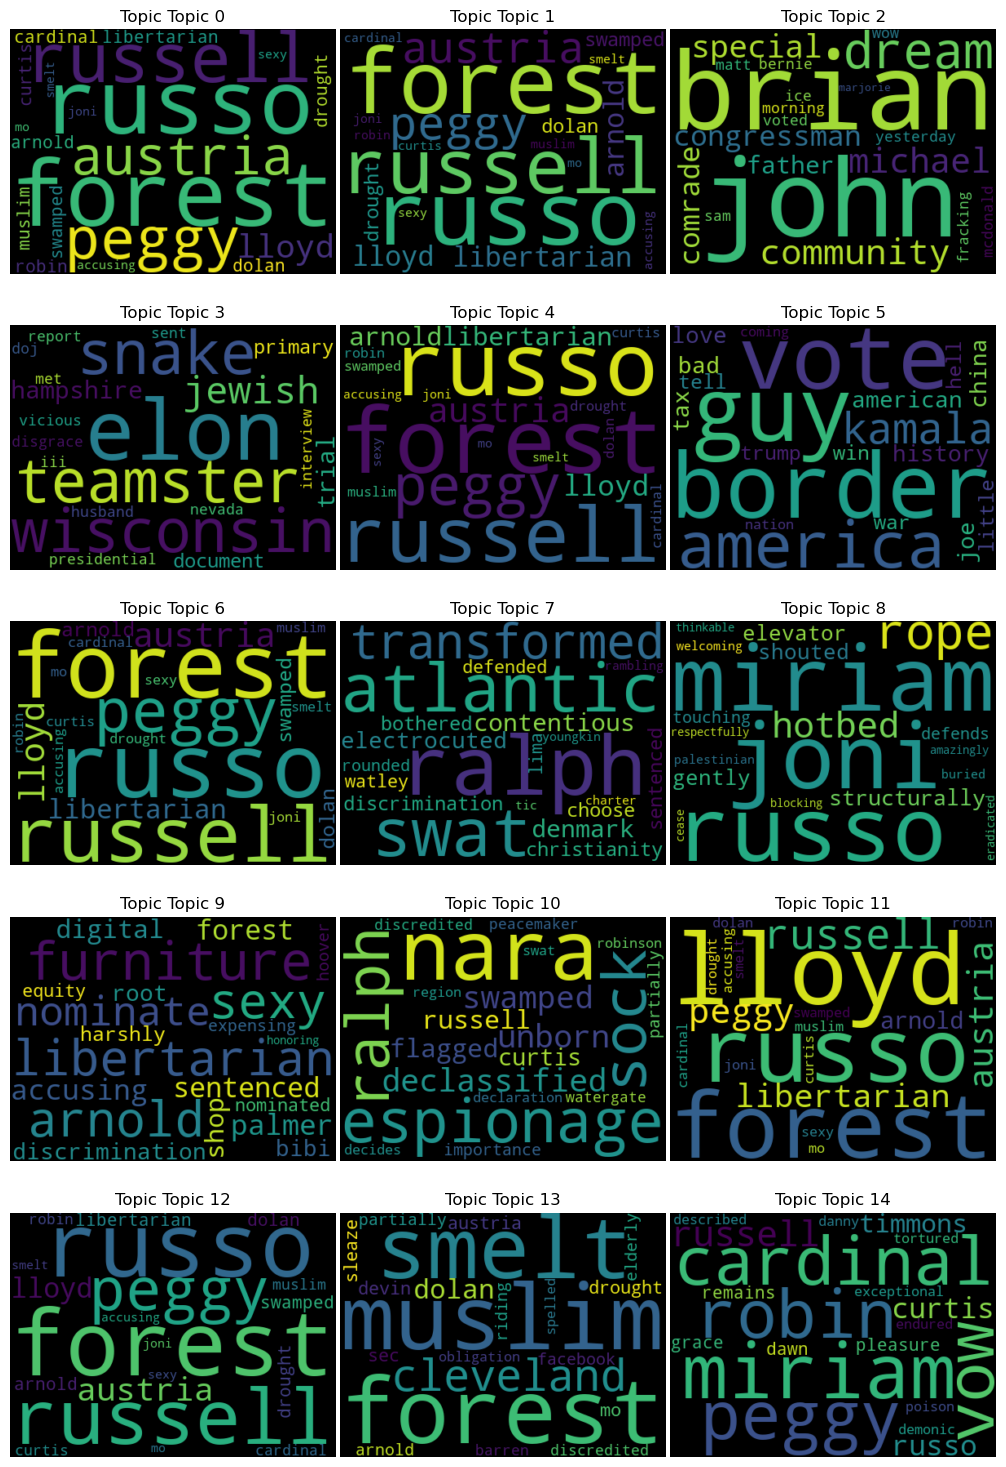 Topic Topic 0
cardinal libertarian
russell
curtis smelt sexy drought
russo
joni
mo
arnold
austria
forest
muslim swamped
peggy lloyd
robin accusing dolan
Topic Topic 1
cardinal austria swamped
smelt
forest
joni peggy dolan arnold
robin
curtis muslim
russell
mo
drought sexy russo accusing
lloyd libertarian
Topic Topic 2
wow
special dream
matt bernie
brian marjorie
ice
morning
voted
congressman yesterday
father michael
comrade john fracking mcdonald
sam
community
Topic Topic 3
report sent
doj snake primary
met jewish
hampshire
vicious elon interview trial
disgrace
iii
teamster
husband nevada
wisconsin
presidential document
Topic Topic 4
arnold libertarian curtis
robin russo
swamped
accusing joni
austria drought
forest
sexy mo dolan
smelt
peggy lloyd
muslim
russell cardinal
Topic Topic 5
love coming
vote hell china
bad
tell
tax guy american
kamala
trump win history
border
nation war joe little
america
Topic Topic 6
arnold austria muslim
cardinal
forest
mo sexy
lloyd peggy swamped smelt
robin curtis
drought
accusing russo
libertarian joni dolan
russell
Topic Topic 7
transformed
defended rambling
atlantic
bothered contentious
electrocuted lima youngkin
rounded ralph sentenced
watley
discrimination tic charter
choose
swat denmark
christianity
Topic Topic 8
thinkable elevator rope
welcoming shouted
miriam
touching hotbed defends
respectfully amazingly
palestinian joni buried
gently
blocking structurally
cease russo eradicated
Topic Topic 9
digital forest
furniture hoover
equity root sexy
nominate expensing
harshly honoring
libertarian
accusing sentenced
arnold shop nominated
palmer
discrimination bibi
Topic Topic 10
discredited peacemaker
ralph nara sock robinson
swat partially
region swamped
russell unborn
flagged curtis
declassified
declaration watergate
espionage
decides importance
Topic Topic 11
dolan russell robin
lloyd
drought accusing smelt
peggy swamped austria
muslim arnold
cardinal russo
joni curtis
libertarian
forest
sexy
mo
Topic Topic 12
robin libertarian dolan
russo
smelt
lloyd peggy muslim
swamped
accusing
forest
joni
sexy drought
arnold austria
russell
curtis mo cardinal
Topic Topic 13
sleaze partially austria elderly
smelt
devin dolan riding spelled drought
muslim
sec obligation facebook
cleveland
forest mo
arnold barren discredited
Topic Topic 14
described danny timmons
russell tortured
cardinal
remains exceptional
robin curtis
endured
grace dawn pleasure vow
miriam
poison
peggy demonic
russo